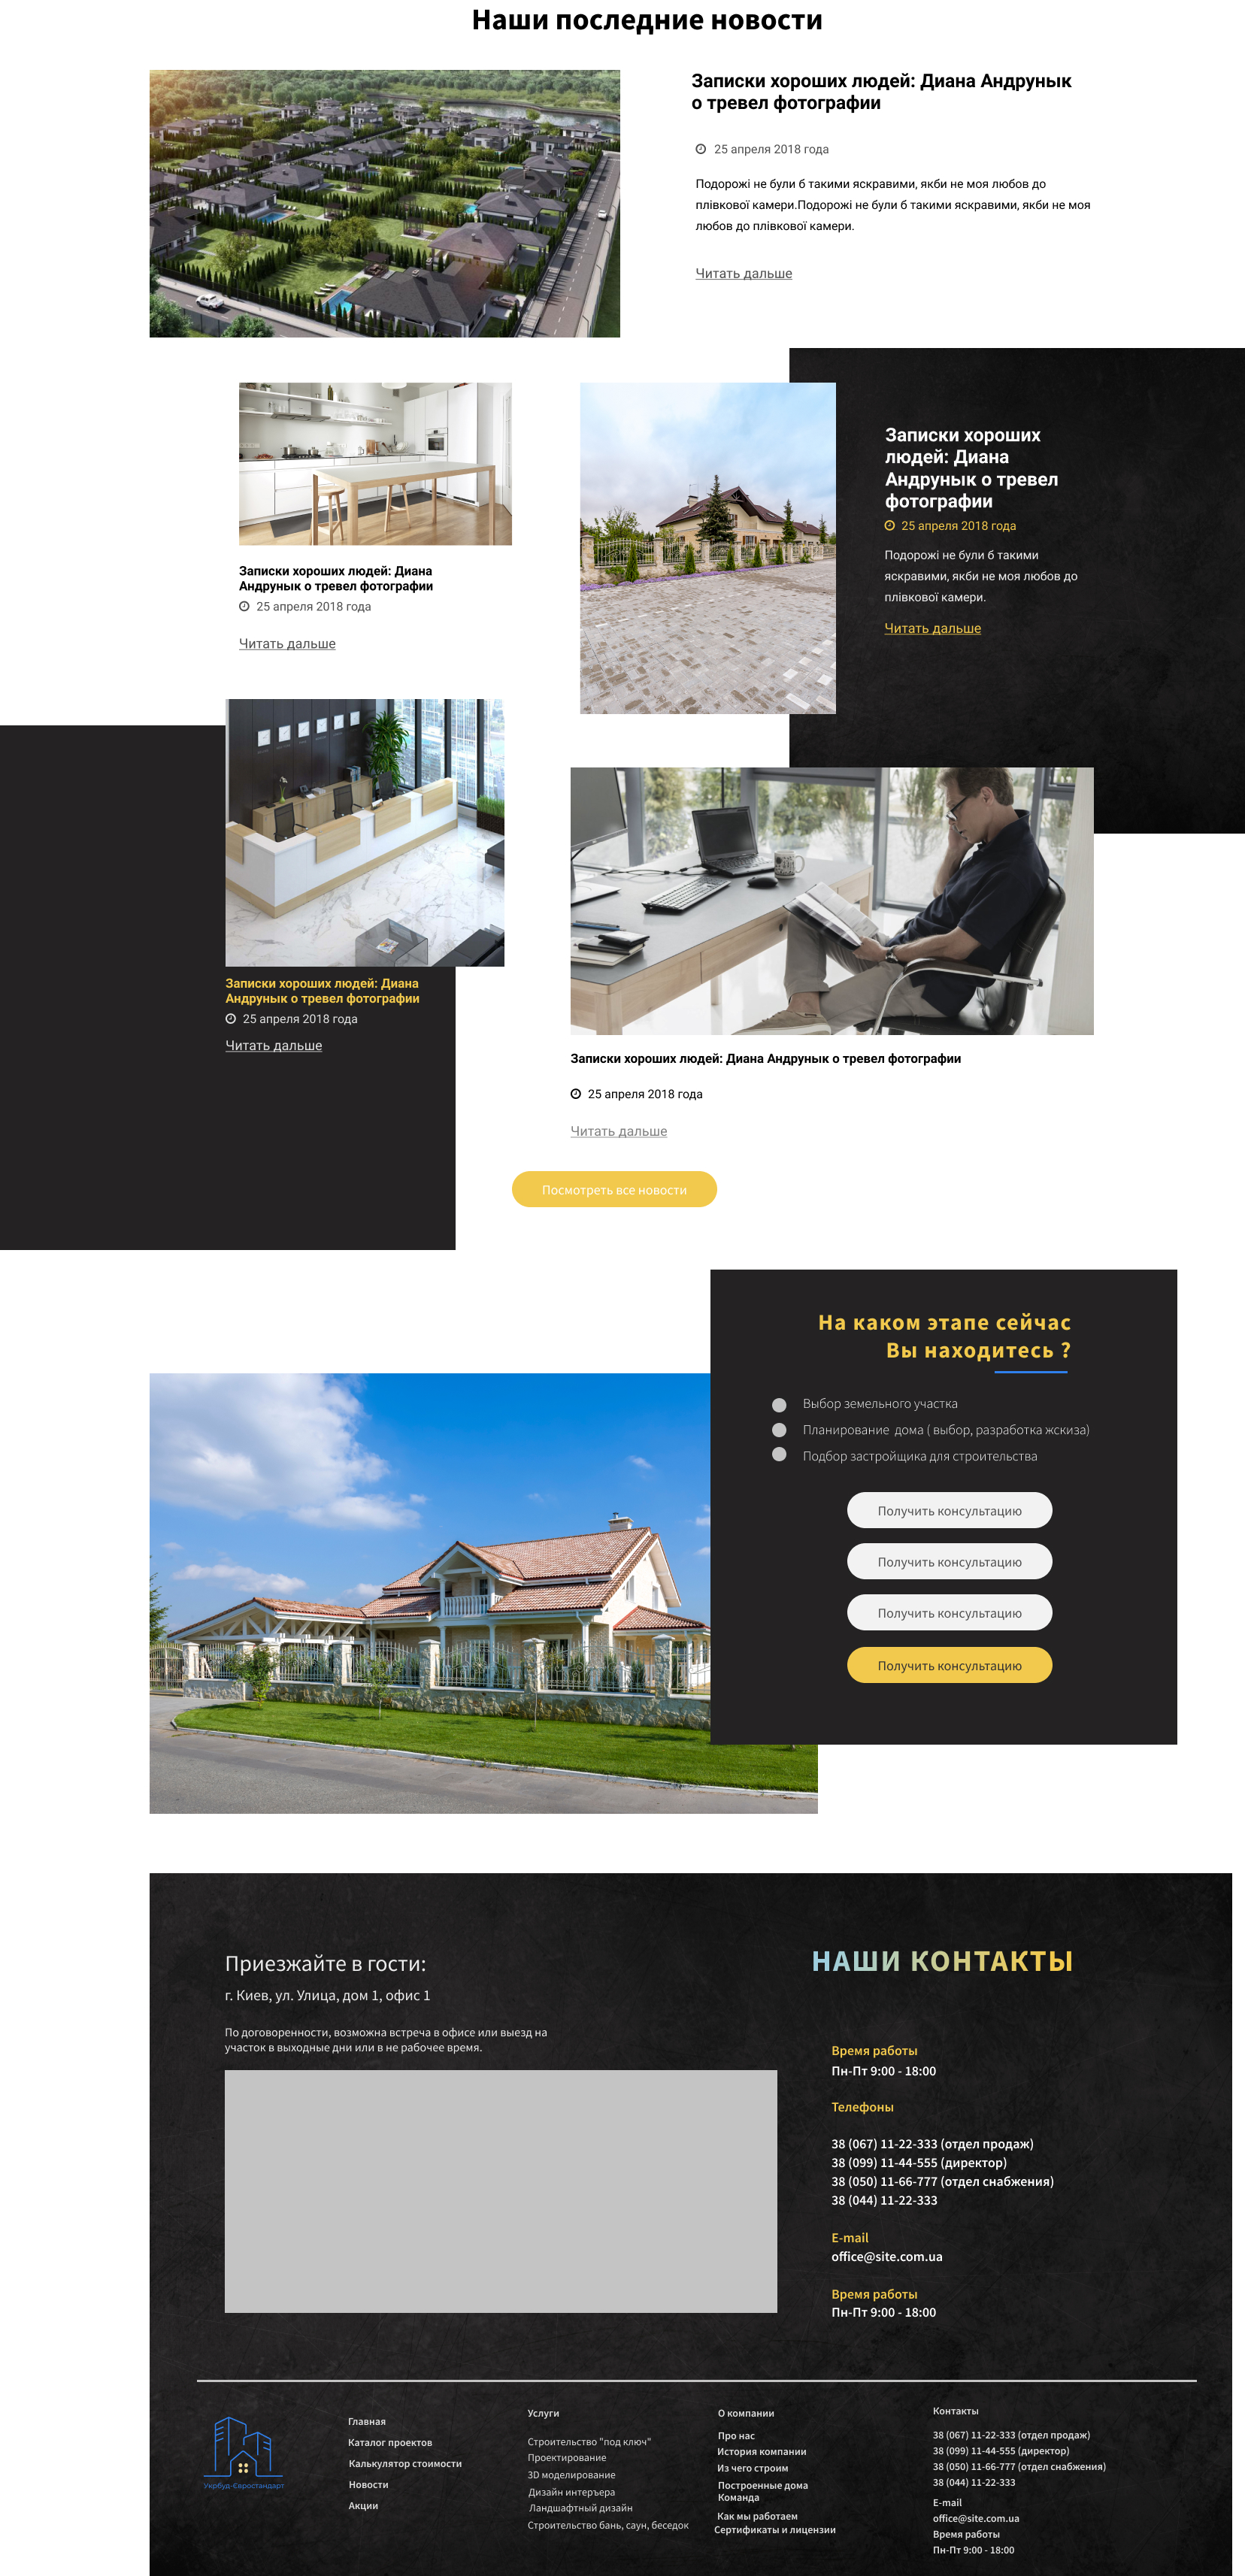 Наши последние новости
Записки хороших людей: Диана Андрунык
о тревел фотографии
25 апреля 2018 года
Подорожі не були б такими яскравими, якби не моя любов до
плівкової камери.Подорожі не були б такими яскравими, якби не моя
любов до плівкової камери.
Читать дальше
Записки хороших людей: Диана
Андрунык о тревел фотографии
25 апреля 2018 года
Читать дальше
Записки хороших
людей: Диана
Андрунык о тревел
фотографии
25 апреля 2018 года
Подорожі не були б такими
яскравими, якби не моя любов до
плівкової камери.
Читать дальше
Записки хороших людей: Диана
Андрунык о тревел фотографии
25 апреля 2018 года
Читать дальше
Записки хороших людей: Диана Андрунык о тревел фотографии
25 апреля 2018 года
Читать дальше
Посмотреть все новости
На каком этапе сейчас
Вы находитесь ?
Выбор земельного участка
Планирование дома ( выбор, разработка жскиза)
Подбор застройщика для строительства
Получить консультацию
Получить консультацию
Получить консультацию
Получить консультацию
Приезжайте в гости:
г. Киев, ул. Улица, дом 1, офис 1
По договоренности, возможна встреча в офисе или выезд на
участок в выходные дни или в не рабочее время.
НАШИ КОНТАКТЫ
Время работы
Пн-Пт 9:00 - 18:00
Телефоны
38 (067) 11-22-333 (отдел продаж)
38 (099) 11-44-555 (директор)
38 (050) 11-66-777 (отдел снабжения)
38 (044) 11-22-333
E-mail
office@site.com.ua
Время работы
Пн-Пт 9:00 - 18:00
Укрбуд-Євростандарт
Главная
Каталог проектов
Калькулятор стоимости
Новости
Акции
Услуги
Строительство "под ключ"
Проектирование
3D моделирование
Дизайн интерьера
Ландшафтный дизайн
Строительство бань, саун, беседок
О компании
Про нас
История компании
Из чего строим
Построенные дома
Команда
Как мы работаем
Сертификаты и лицензии
Контакты
38 (067) 11-22-333 (отдел продаж)
38 (099) 11-44-555 (директор)
38 (050) 11-66-777 (отдел снабжения)
38 (044) 11-22-333
E-mail
office@site.com.ua
Время работы
Пн-Пт 9:00 - 18:00